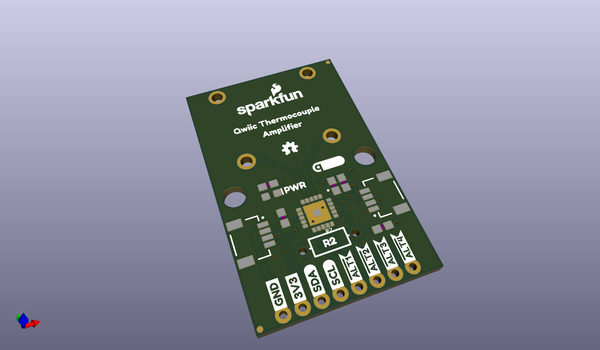 sparkfun
Qwiic Thermocouple
Amplifier
PWR
R2
GND
3V3
SDA
SCL
ALT1
ALT2
ALT3
ALT4